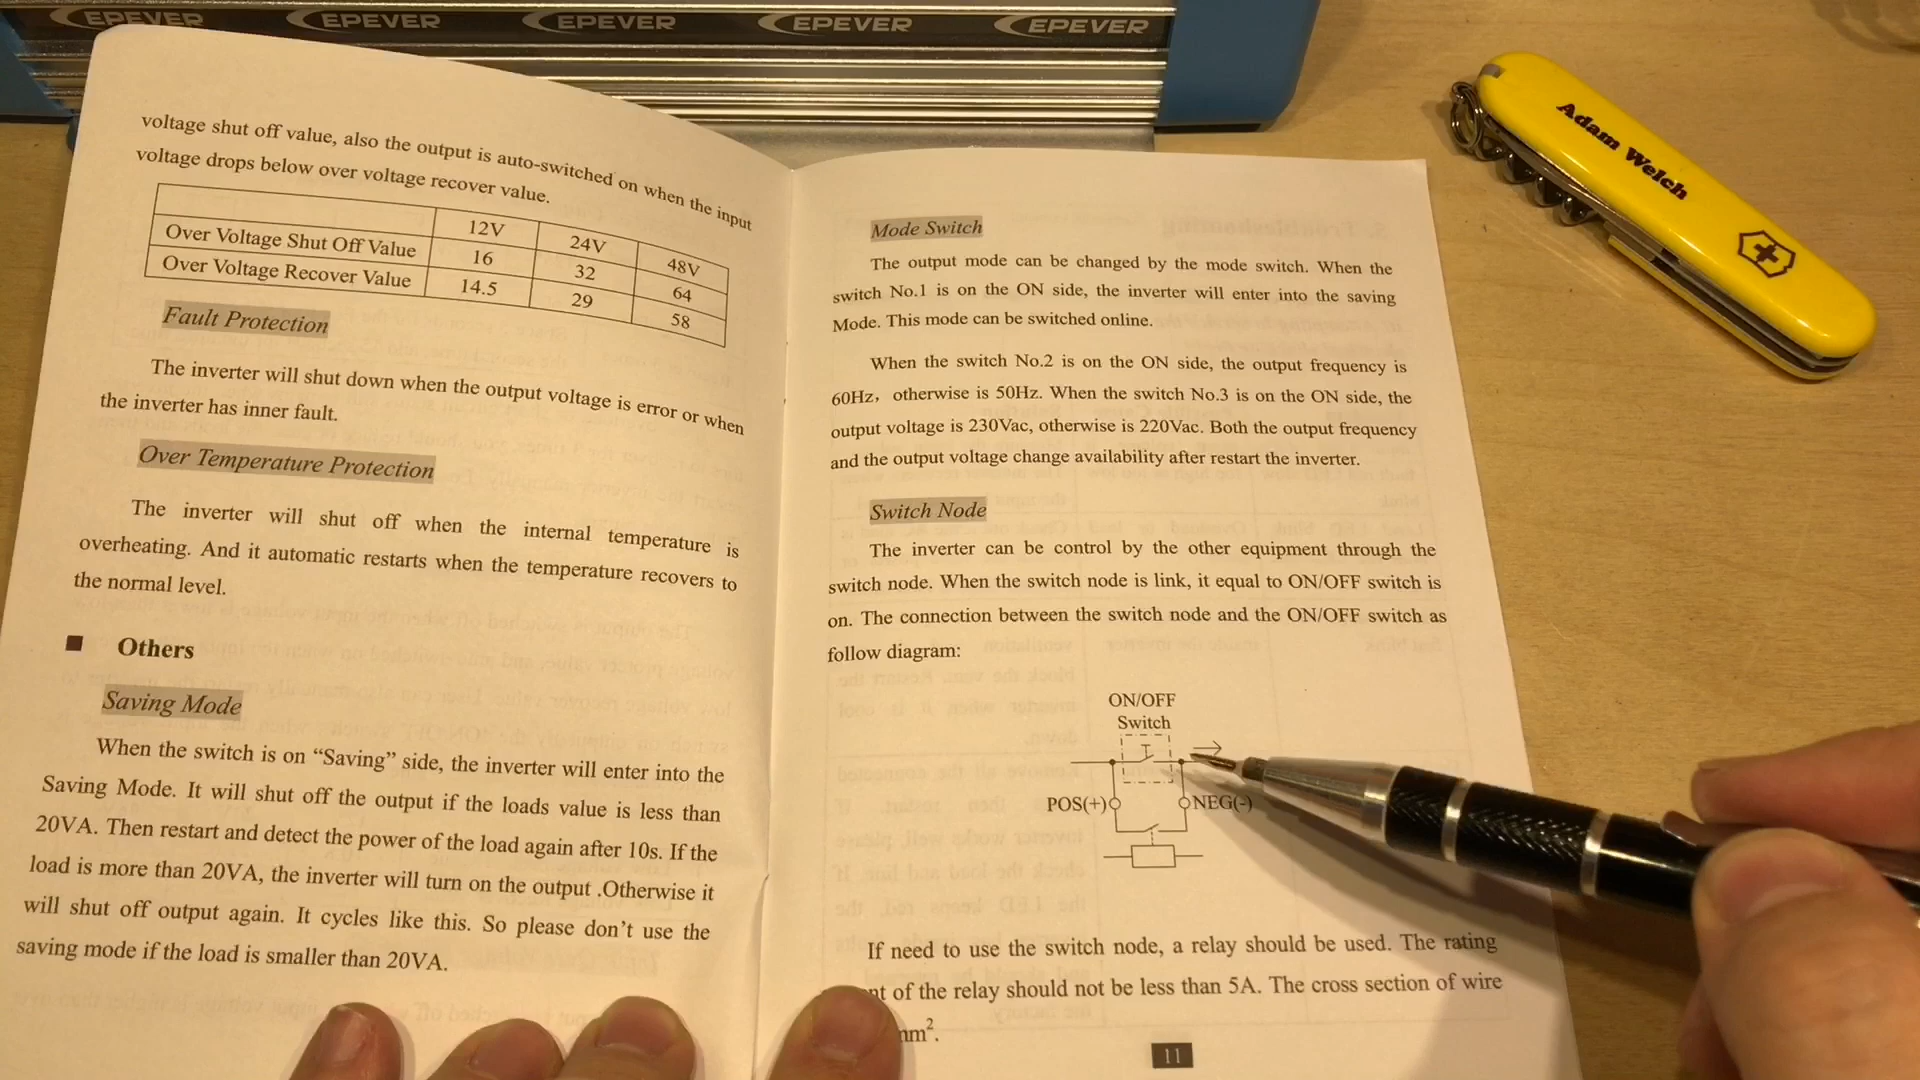 EPEVER EPEVER EPEVER EPEVER EPEVER
Adam Welch
voltage shut off value, also the output is auto-switched on when the input
voltage drops below over voltage recover value.
12V 24V 48V
Over Voltage Shut Off Value 16 32 64
Over Voltage Recover Value 14.5 29 58
Fault Protection
The inverter will shut down when the output voltage is error or when
the inverter has inner fault.
Over Temperature Protection
The inverter will shut off when the internal temperature is
overheating. And it automatic restarts when the temperature recovers to
the normal level.
■ Others
Saving Mode
When the switch is on “Saving” side, the inverter will enter into the
Saving Mode. It will shut off the output if the loads value is less than
20VA. Then restart and detect the power of the load again after 10s. If the
load is more than 20VA, the inverter will turn on the output .Otherwise it
will shut off output again. It cycles like this. So please don’t use the
saving mode if the load is smaller than 20VA.
Mode Switch
The output mode can be changed by the mode switch. When the
switch No.1 is on the ON side, the inverter will enter into the saving
Mode. This mode can be switched online.
When the switch No.2 is on the ON side, the output frequency is
60Hz, otherwise is 50Hz. When the switch No.3 is on the ON side, the
output voltage is 230Vac, otherwise is 220Vac. Both the output frequency
and the output voltage change availability after restart the inverter.
Switch Node
The inverter can be control by the other equipment through the
switch node. When the switch node is link, it equal to ON/OFF switch is
on. The connection between the switch node and the ON/OFF switch as
follow diagram:
ON/OFF
Switch
POS(+) NEG(-)
If need to use the switch node, a relay should be used. The rating
of the relay should not be less than 5A. The cross section of wire
mm².
11